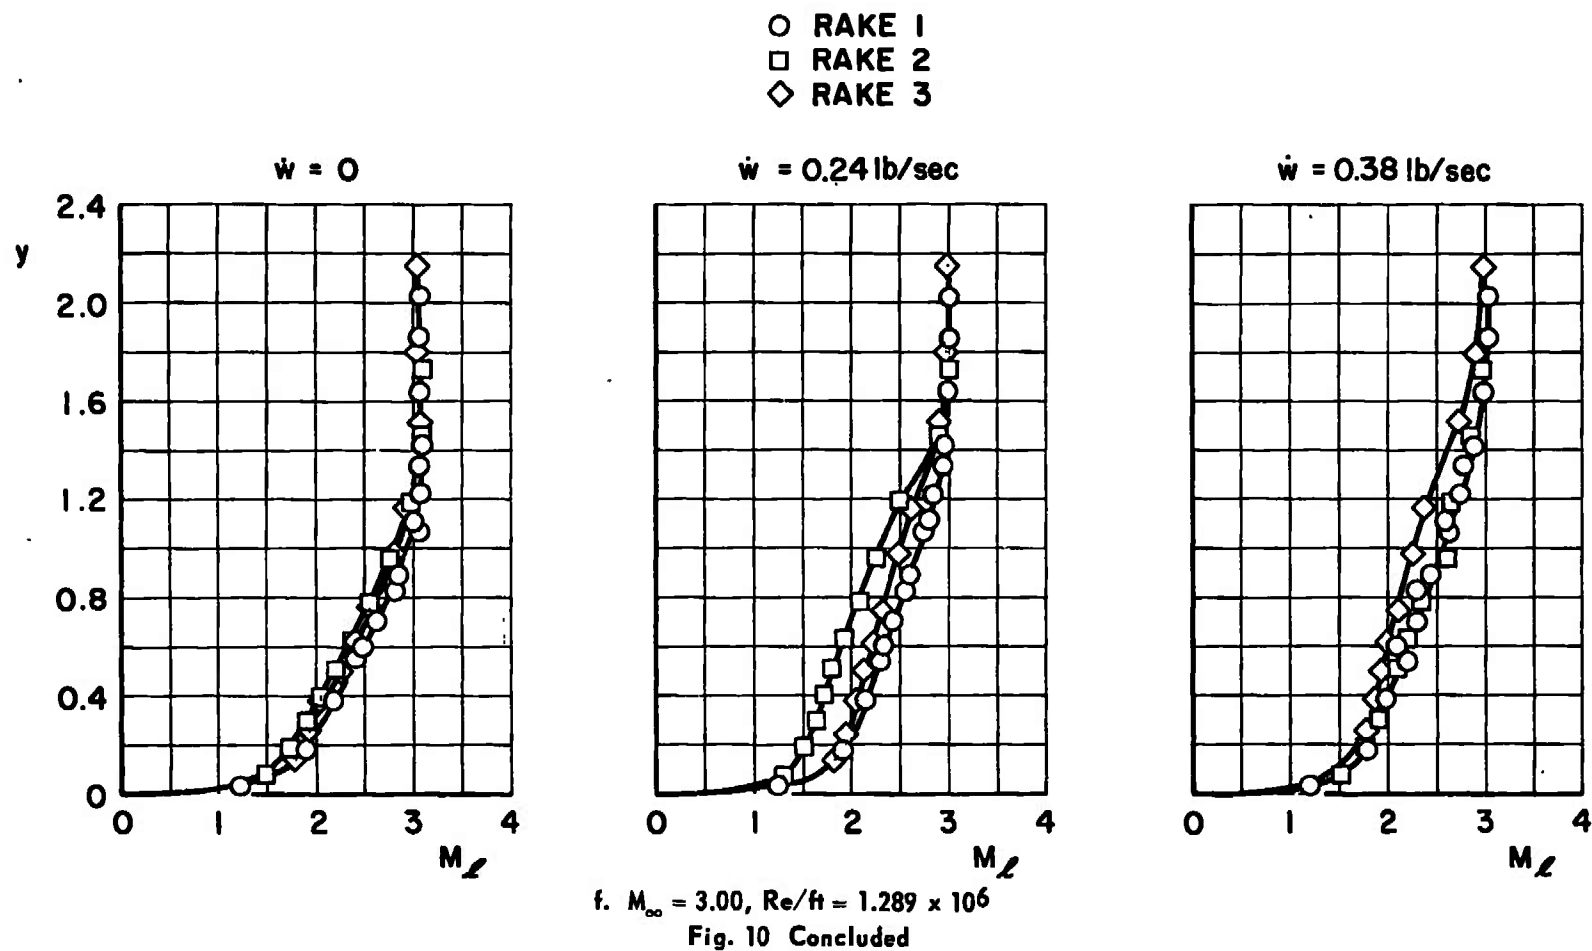 RAKE 1
RAKE 2
RAKE 3
ẇ = 0
ẇ = 0.24 lb/sec
ẇ = 0.38 lb/sec
2.4
y
2.0
1.6
1.2
0.8
0.4
0
0 1 2 3 4
0 1 2 3 4
0 1 2 3 4
Mℓ
Mℓ
Mℓ
f. M∞ = 3.00, Re/ft = 1.289 x 10⁶
Fig. 10 Concluded